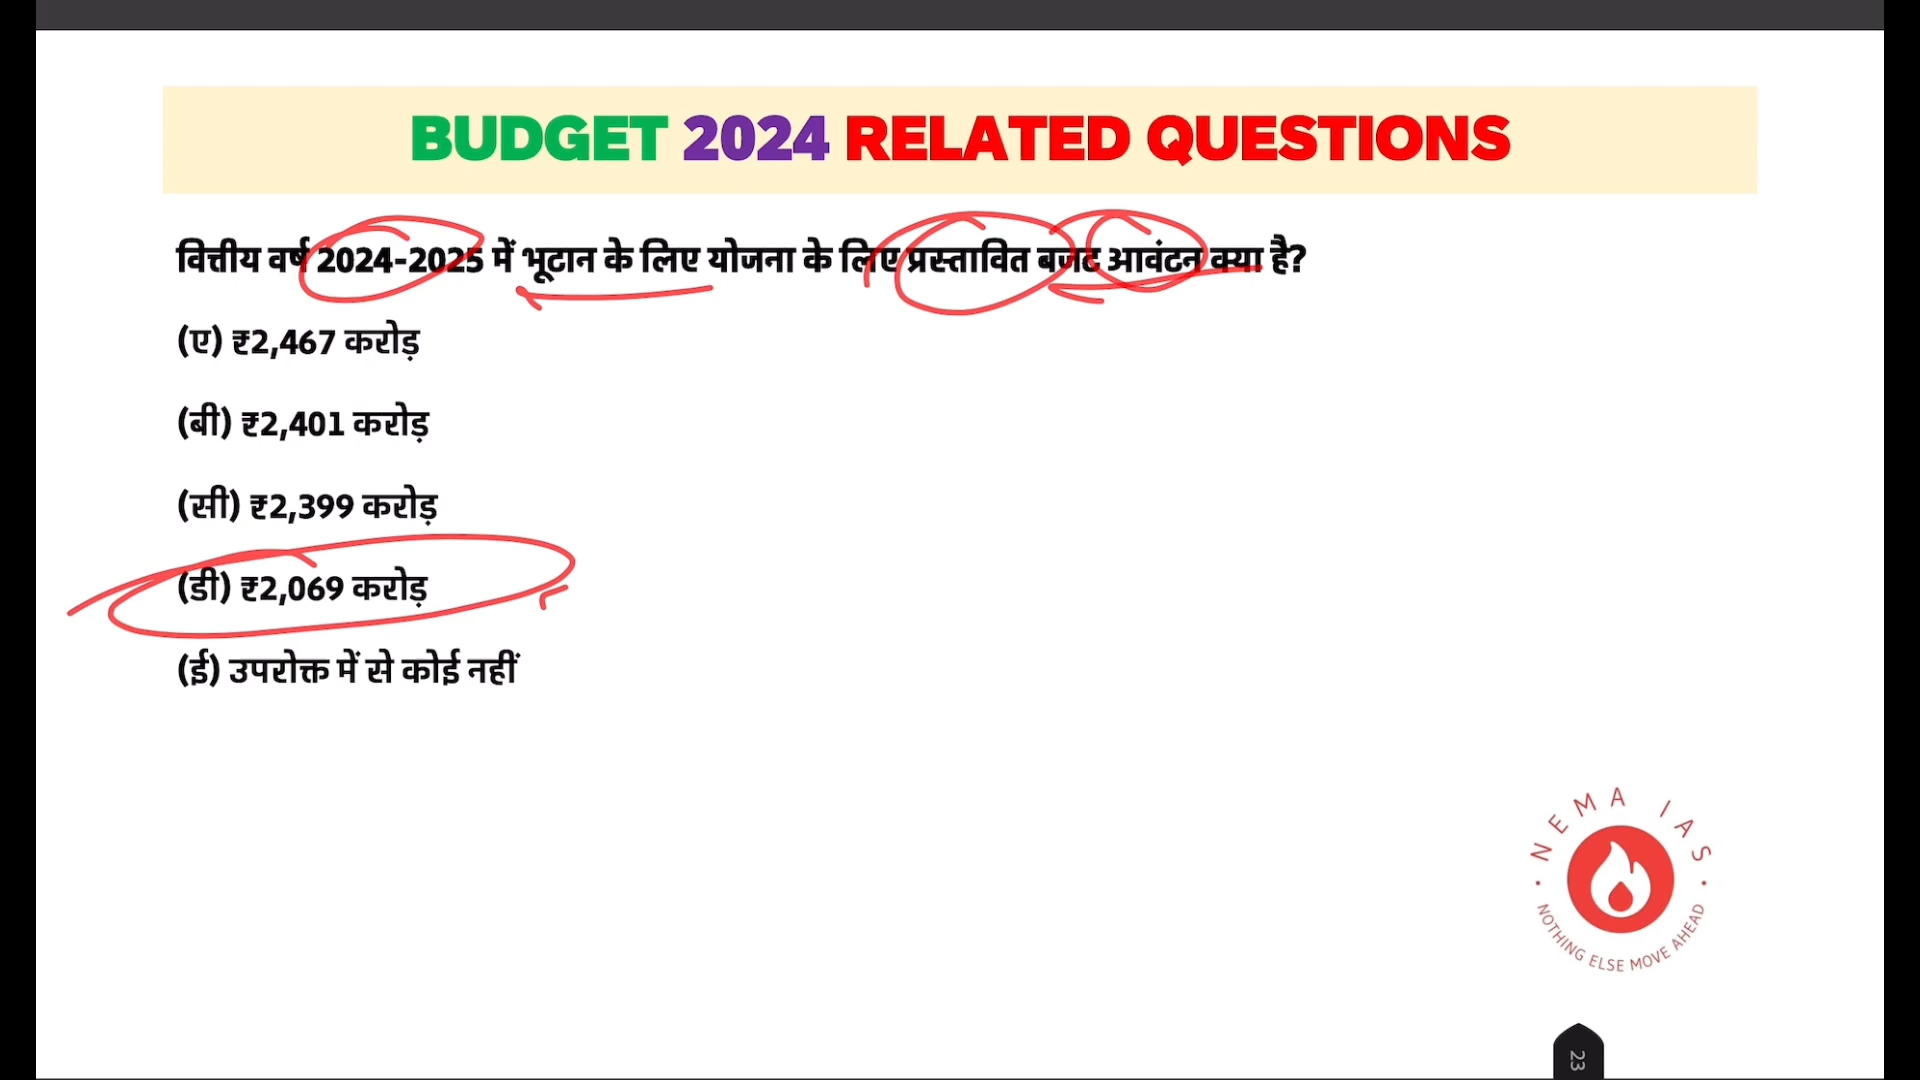 BUDGET 2024 RELATED QUESTIONS
वित्तीय वर्ष 2024-2025 में भूटान के लिए योजना के लिए प्रस्तावित बजट आवंटन क्या है?
(ए) ₹2,467 करोड़
(बी) ₹2,401 करोड़
(सी) ₹2,399 करोड़
(डी) ₹2,069 करोड़
(ई) उपरोक्त में से कोई नहीं
NEMA IAS
NOTHING ELSE MOVE AHEAD
23